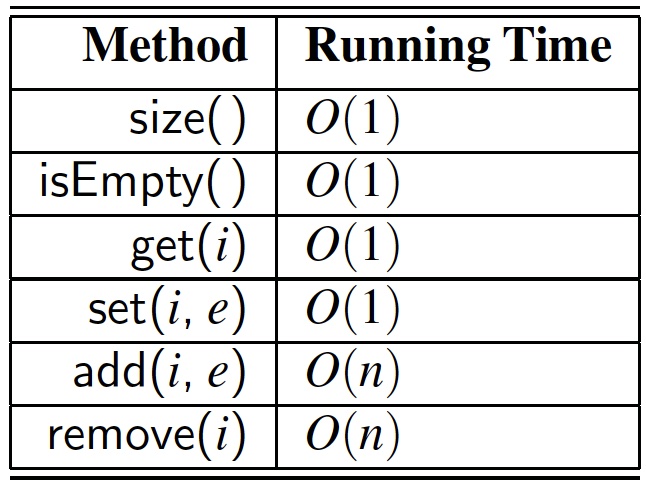 Method Running Time
size( ) O(1)
isEmpty( ) O(1)
get(i) O(1)
set(i, e) O(1)
add(i, e) O(n)
remove(i) O(n)